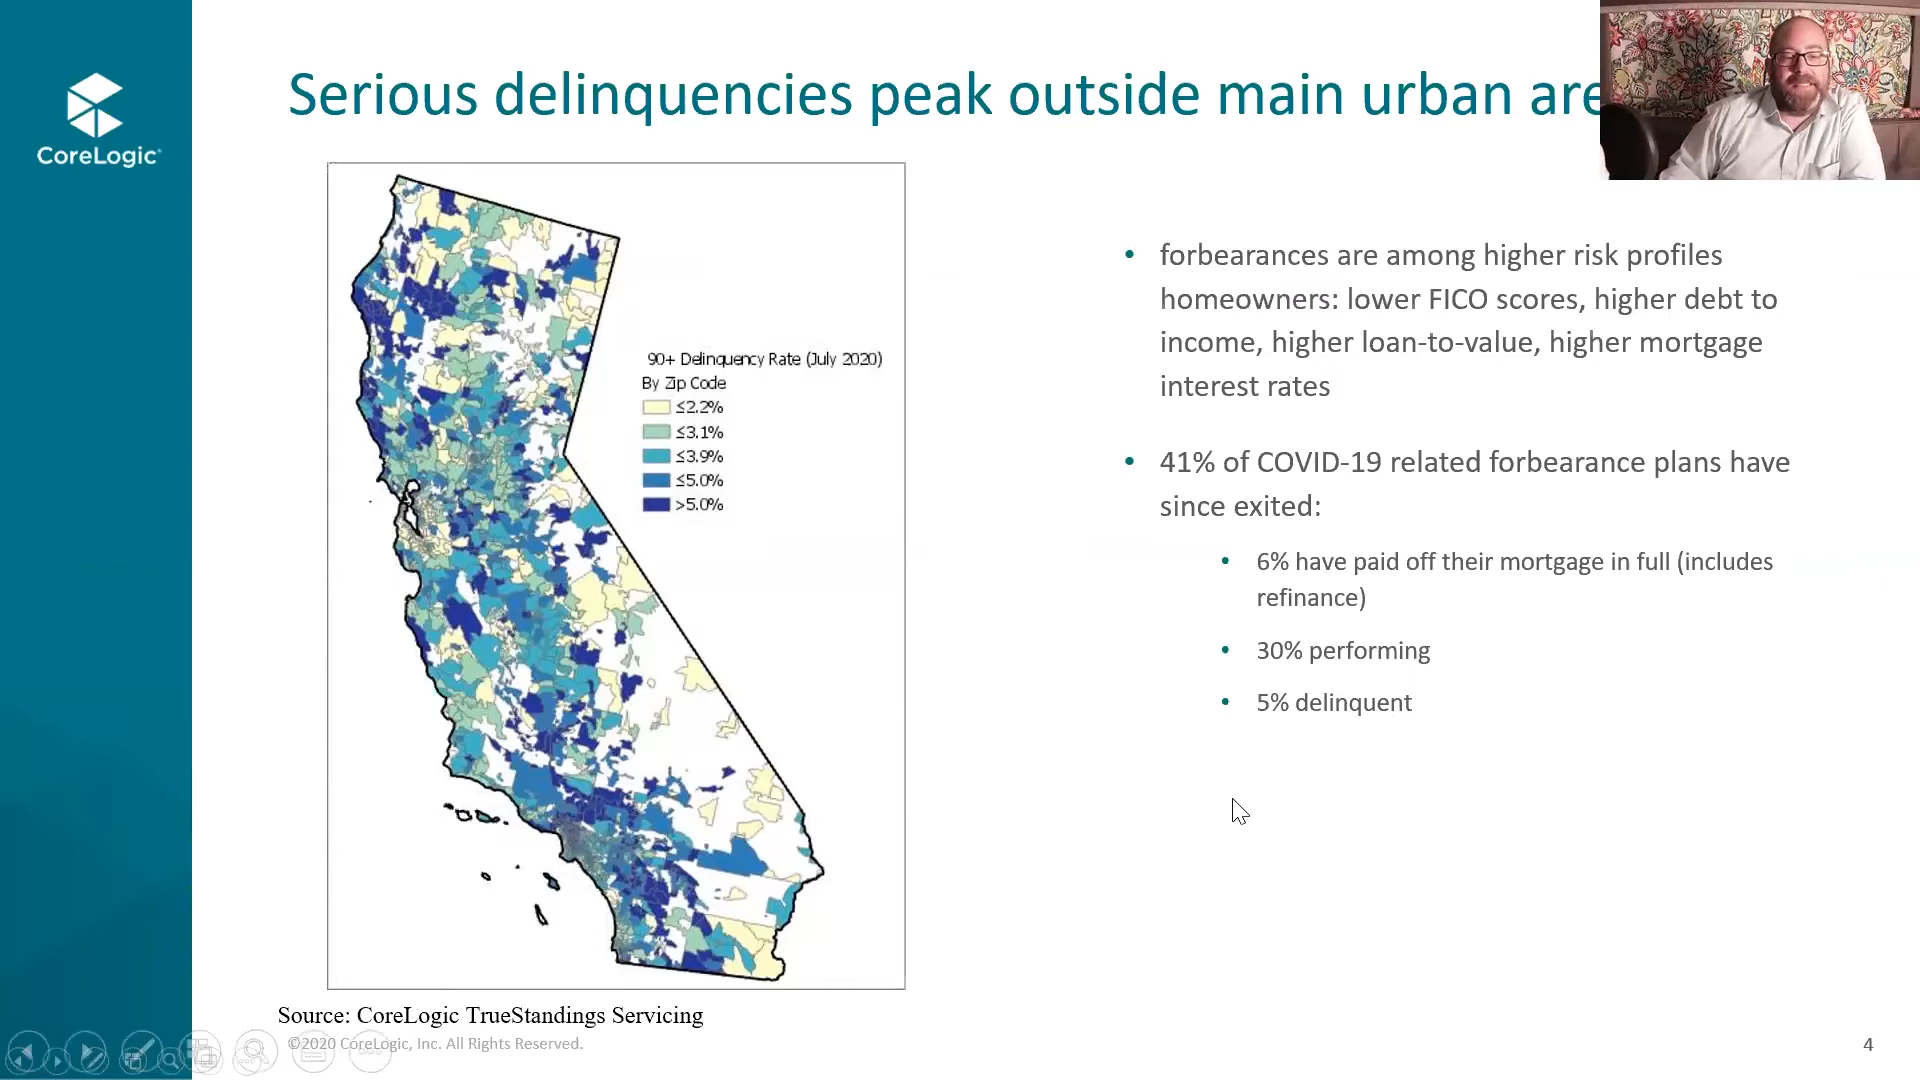 CoreLogic
Serious delinquencies peak outside main urban are
90+ Delinquency Rate (July 2020)
By Zip Code
≤2.2%
≤3.1%
≤3.9%
≤5.0%
>5.0%
• forbearances are among higher risk profiles
homeowners: lower FICO scores, higher debt to
income, higher loan-to-value, higher mortgage
interest rates
• 41% of COVID-19 related forbearance plans have
since exited:
• 6% have paid off their mortgage in full (includes
refinance)
• 30% performing
• 5% delinquent
Source: CoreLogic TrueStandings Servicing
©2020 CoreLogic, Inc. All Rights Reserved.
4